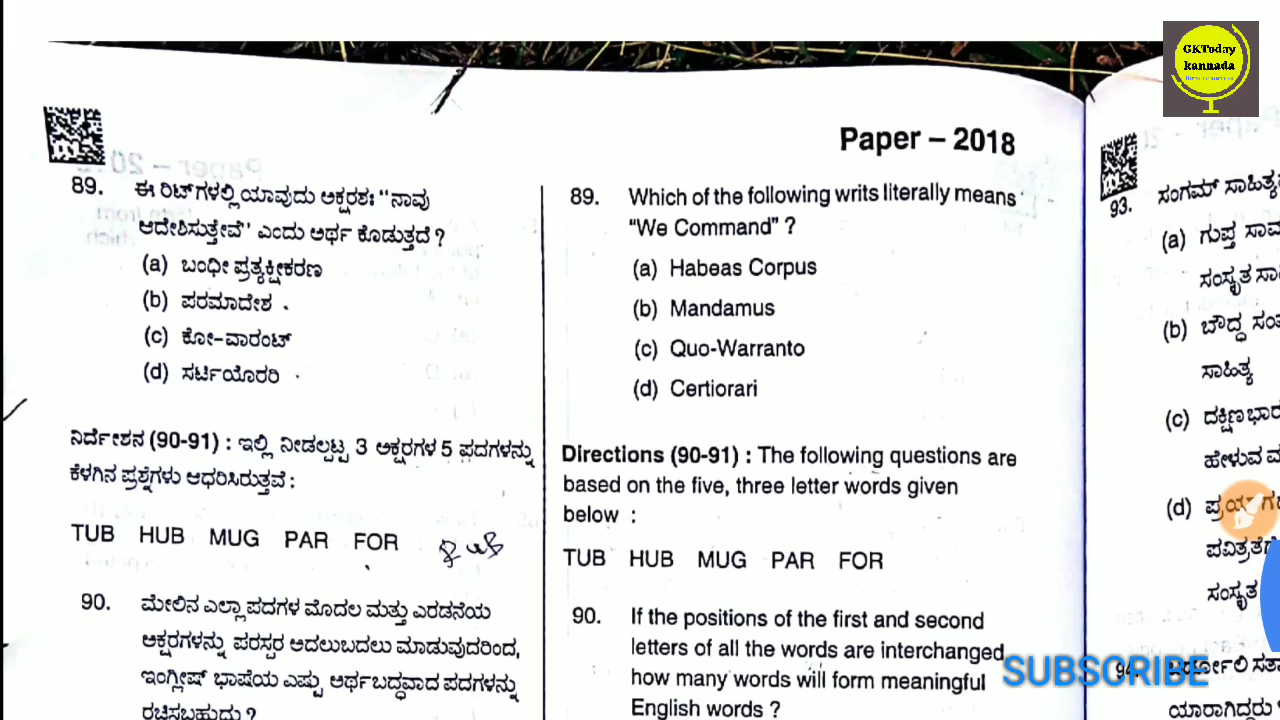 GKToday
kannada
Paper – 2018
89. ಈ ರಿಟ್‌ಗಳಲ್ಲಿ ಯಾವುದು ಅಕ್ಷರಶಃ "ನಾವು
ಆದೇಶಿಸುತ್ತೇವೆ" ಎಂದು ಅರ್ಥ ಕೊಡುತ್ತದೆ ?
(a) ಬಂಧೀ ಪ್ರತ್ಯಕ್ಷೀಕರಣ
(b) ಪರಮಾದೇಶ
(c) ಕೋ-ವಾರಂಟ್
(d) ಸರ್ಟಿಯೊರರಿ
ನಿರ್ದೇಶನ (90-91) : ಇಲ್ಲಿ ನೀಡಲ್ಪಟ್ಟ 3 ಅಕ್ಷರಗಳ 5 ಪದಗಳನ್ನು
ಕೆಳಗಿನ ಪ್ರಶ್ನೆಗಳು ಆಧರಿಸಿರುತ್ತವೆ :
TUB HUB MUG PAR FOR
90. ಮೇಲಿನ ಎಲ್ಲಾ ಪದಗಳ ಮೊದಲ ಮತ್ತು ಎರಡನೆಯ
ಅಕ್ಷರಗಳನ್ನು ಪರಸ್ಪರ ಅದಲುಬದಲು ಮಾಡುವುದರಿಂದ,
ಇಂಗ್ಲೀಷ್ ಭಾಷೆಯ ಎಷ್ಟು ಅರ್ಥಬದ್ಧವಾದ ಪದಗಳನ್ನು
ರಚಿಸಬಹುದು ?
89. Which of the following writs literally means
"We Command" ?
(a) Habeas Corpus
(b) Mandamus
(c) Quo-Warranto
(d) Certiorari
Directions (90-91) : The following questions are
based on the five, three letter words given
below :
TUB HUB MUG PAR FOR
90. If the positions of the first and second
letters of all the words are interchanged
how many words will form meaningful
English words ?
93. ಸಂಗಮ್ ಸಾಹಿತ್ಯ
(a) ಗುಪ್ತ ಸಾಮ
ಸಂಸ್ಕೃತ ಸಾ
(b) ಬೌದ್ಧ
ಸಾಹಿತ್ಯ
(c) ದಕ್ಷಿಣ ಭಾರ
ಹೇಳುವ
(d)
ಪವಿತ್ರತೆ
ಸಂಸ್ಕೃತ
94.
ಯಾರಾಗಿದ್ದರು
SUBSCRIBE